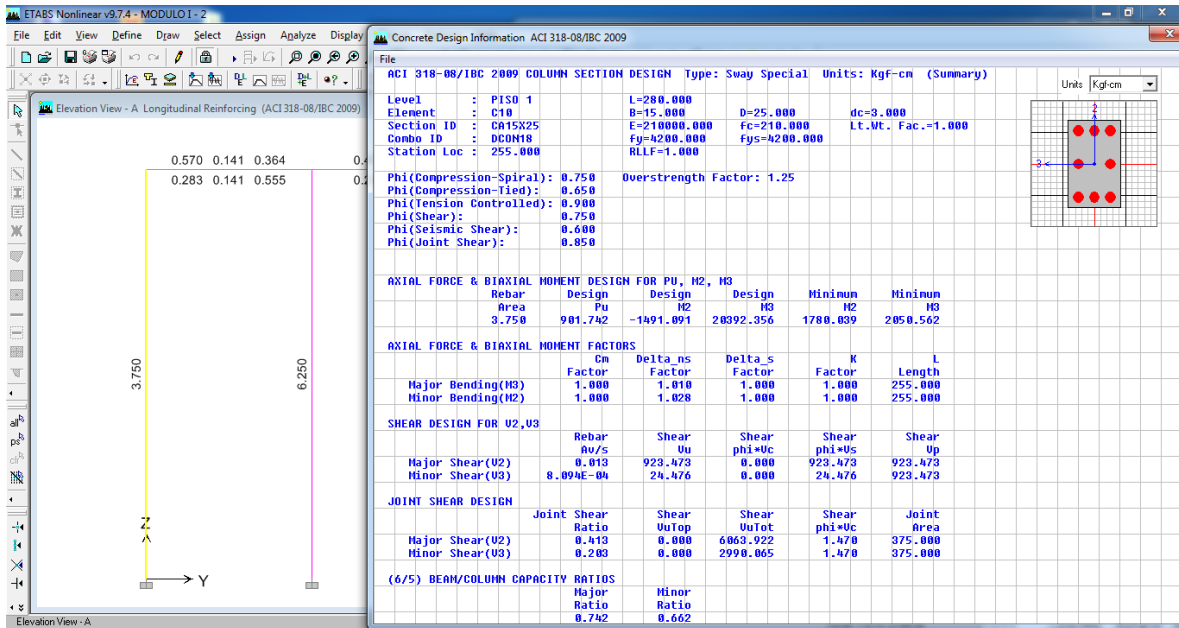 ETABS Nonlinear v9.7.4 - MODULO I - 2
File Edit View Define Draw Select Assign Analyze Display
Elevation View - A Longitudinal Reinforcing (ACI 318-08/IBC 2009)
0.570 0.141 0.364
0.283 0.141 0.555
3.750
6.250
Z
Y
all
ps
clr
Elevation View - A
Concrete Design Information ACI 318-08/IBC 2009
File
ACI 318-08/IBC 2009 COLUMN SECTION DESIGN Type: Sway Special Units: Kgf-cm (Summary)
Units Kgf-cm
Level : PISO 1 L=280.000
Element : C10 B=15.000 D=25.000 dc=3.000
Section ID : CA15X25 E=210000.000 fc=210.000 Lt.Wt. Fac.=1.000
Combo ID : DCON18 fy=4200.000 fys=4200.000
Station Loc : 255.000 RLLF=1.000
2
3
Phi(Compression-Spiral): 0.750 Overstrength Factor: 1.25
Phi(Compression-Tied): 0.650
Phi(Tension Controlled): 0.900
Phi(Shear): 0.750
Phi(Seismic Shear): 0.600
Phi(Joint Shear): 0.850
AXIAL FORCE & BIAXIAL MOMENT DESIGN FOR PU, M2, M3
Rebar Design Design Design Minimum Minimum
Area Pu M2 M3 M2 M3
3.750 901.742 -1491.091 20392.356 1780.039 2050.562
AXIAL FORCE & BIAXIAL MOMENT FACTORS
Cm Delta_ns Delta_s K L
Factor Factor Factor Factor Length
Major Bending(M3) 1.000 1.010 1.000 1.000 255.000
Minor Bending(M2) 1.000 1.028 1.000 1.000 255.000
SHEAR DESIGN FOR V2,V3
Rebar Shear Shear Shear Shear
Av/s Vu phi*Vc phi*Vs Vp
Major Shear(V2) 0.013 923.473 0.000 923.473 923.473
Minor Shear(V3) 8.094E-04 24.476 0.000 24.476 923.473
JOINT SHEAR DESIGN
Joint Shear Shear Shear Shear Joint
Ratio VuTop VuTot phi*Vc Area
Major Shear(V2) 0.413 0.000 6063.922 1.470 375.000
Minor Shear(V3) 0.203 0.000 2990.065 1.470 375.000
(6/5) BEAM/COLUMN CAPACITY RATIOS
Major Minor
Ratio Ratio
0.742 0.662